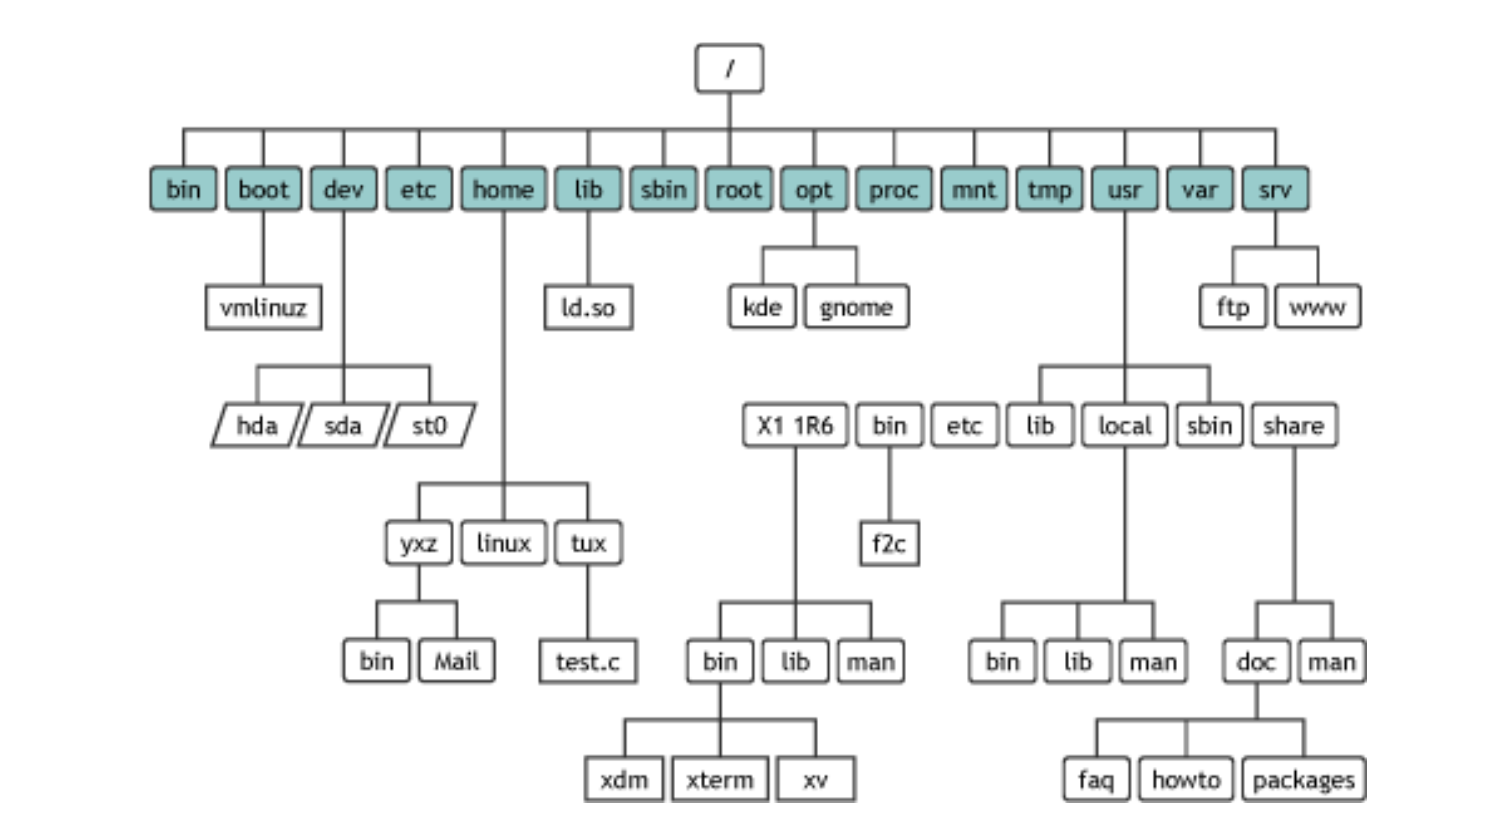 /
bin boot dev etc home lib sbin root opt proc mnt tmp usr var srv
vmlinuz ld.so kde gnome ftp www
hda sda st0 X1 1R6 bin etc lib local sbin share
yxz linux tux f2c
bin Mail test.c bin lib man bin lib man doc man
xdm xterm xv faq howto packages